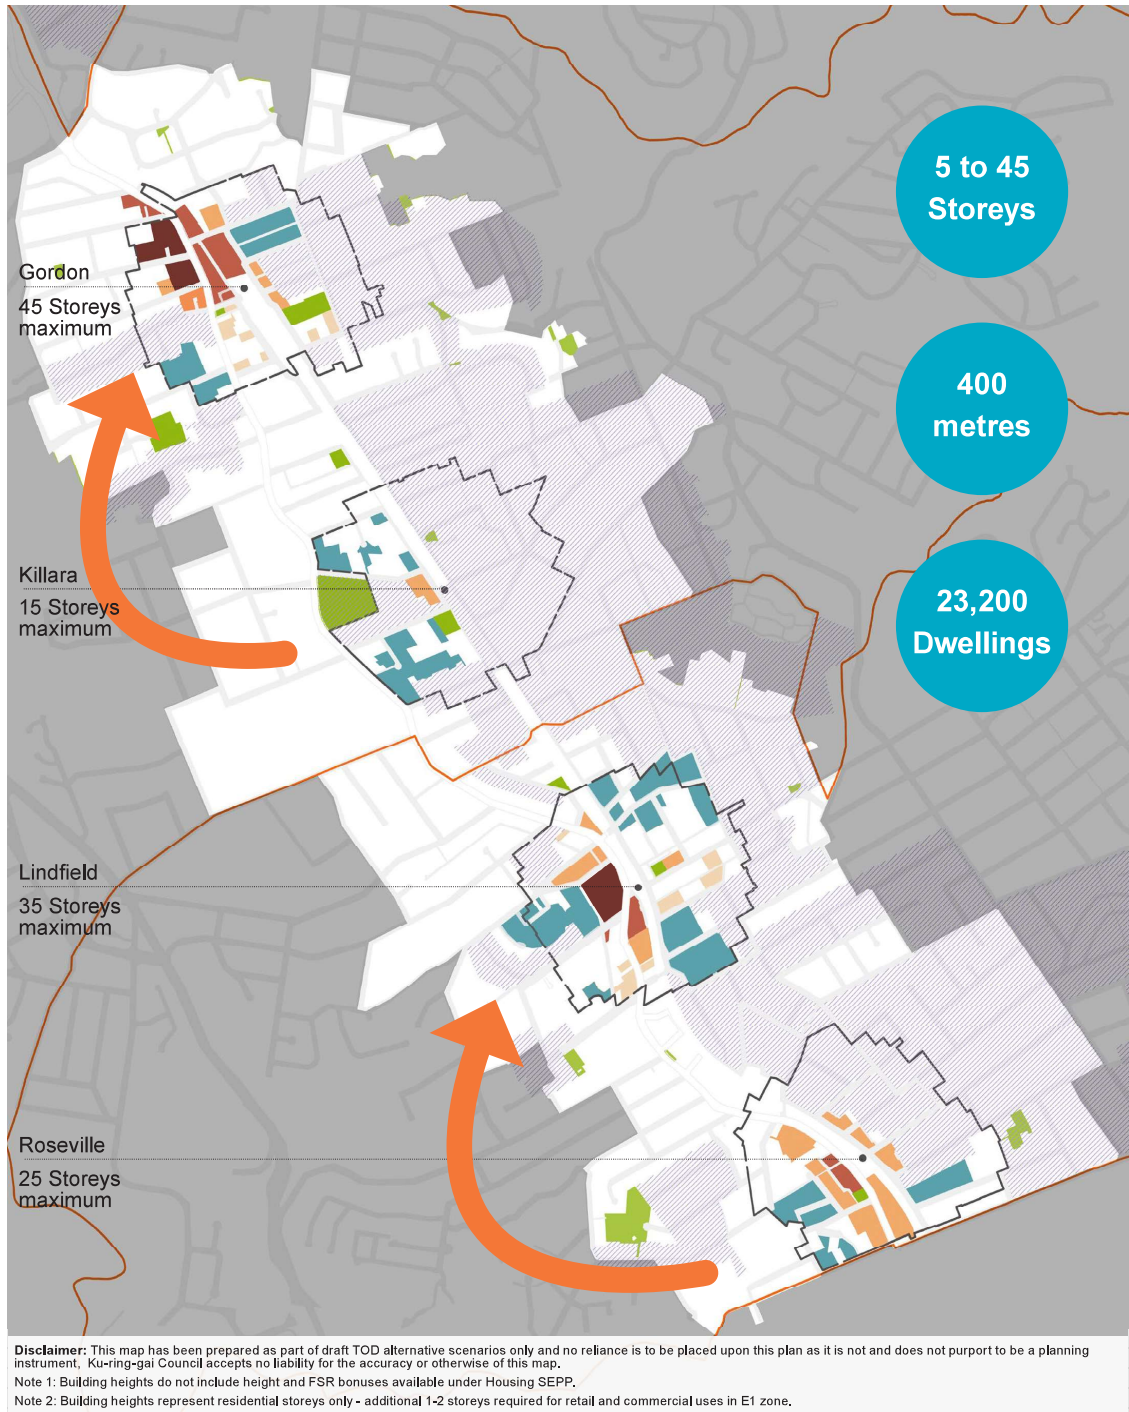 5 to 45
Storeys
Gordon
45 Storeys
maximum
400
metres
Killara
15 Storeys
maximum
23,200
Dwellings
Lindfield
35 Storeys
maximum
Roseville
25 Storeys
maximum
Disclaimer: This map has been prepared as part of draft TOD alternative scenarios only and no reliance is to be placed upon this plan as it is not and does not purport to be a planning
instrument, Ku-ring-gai Council accepts no liability for the accuracy or otherwise of this map.
Note 1: Building heights do not include height and FSR bonuses available under Housing SEPP.
Note 2: Building heights represent residential storeys only - additional 1-2 storeys required for retail and commercial uses in E1 zone.